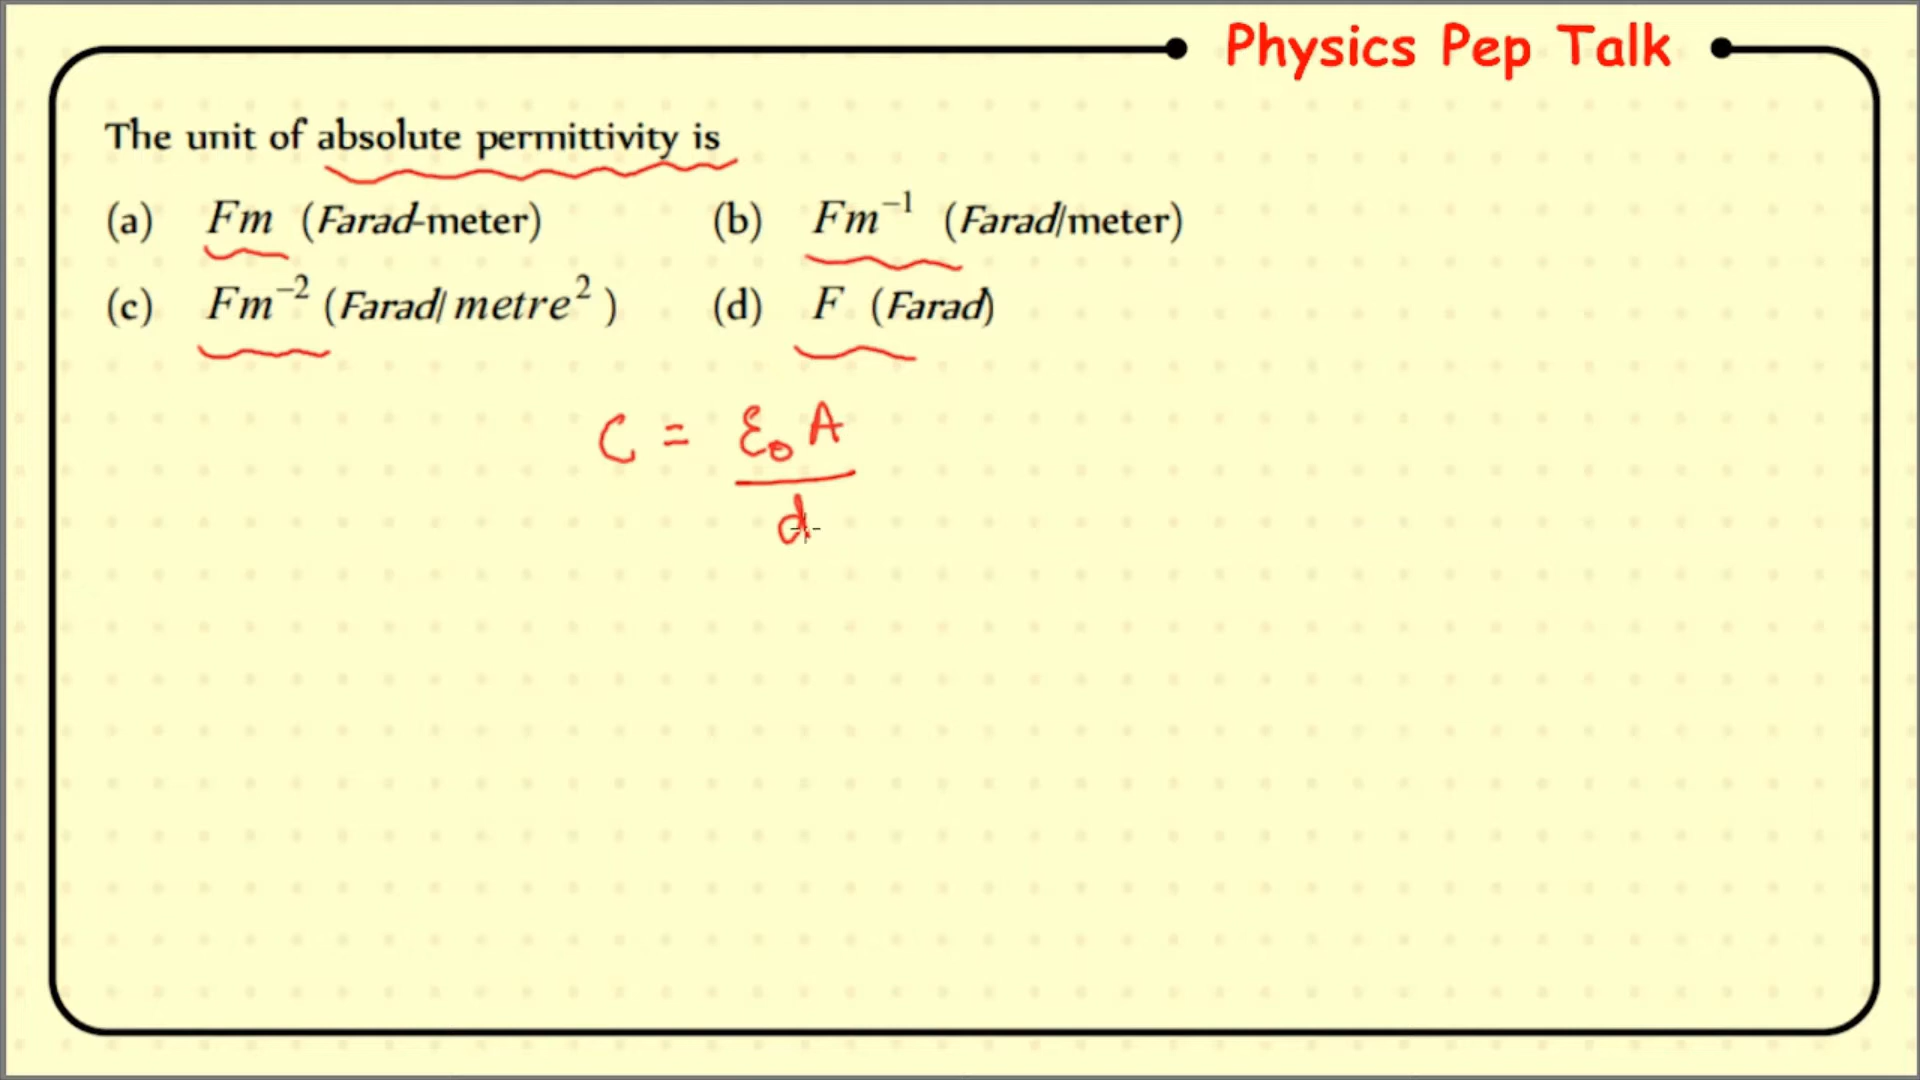 Physics Pep Talk
The unit of absolute permittivity is
(a) Fm (Farad-meter) (b) Fm⁻¹ (Farad/meter)
(c) Fm⁻² (Farad/metre²) (d) F (Farad)
C = ε₀A
d